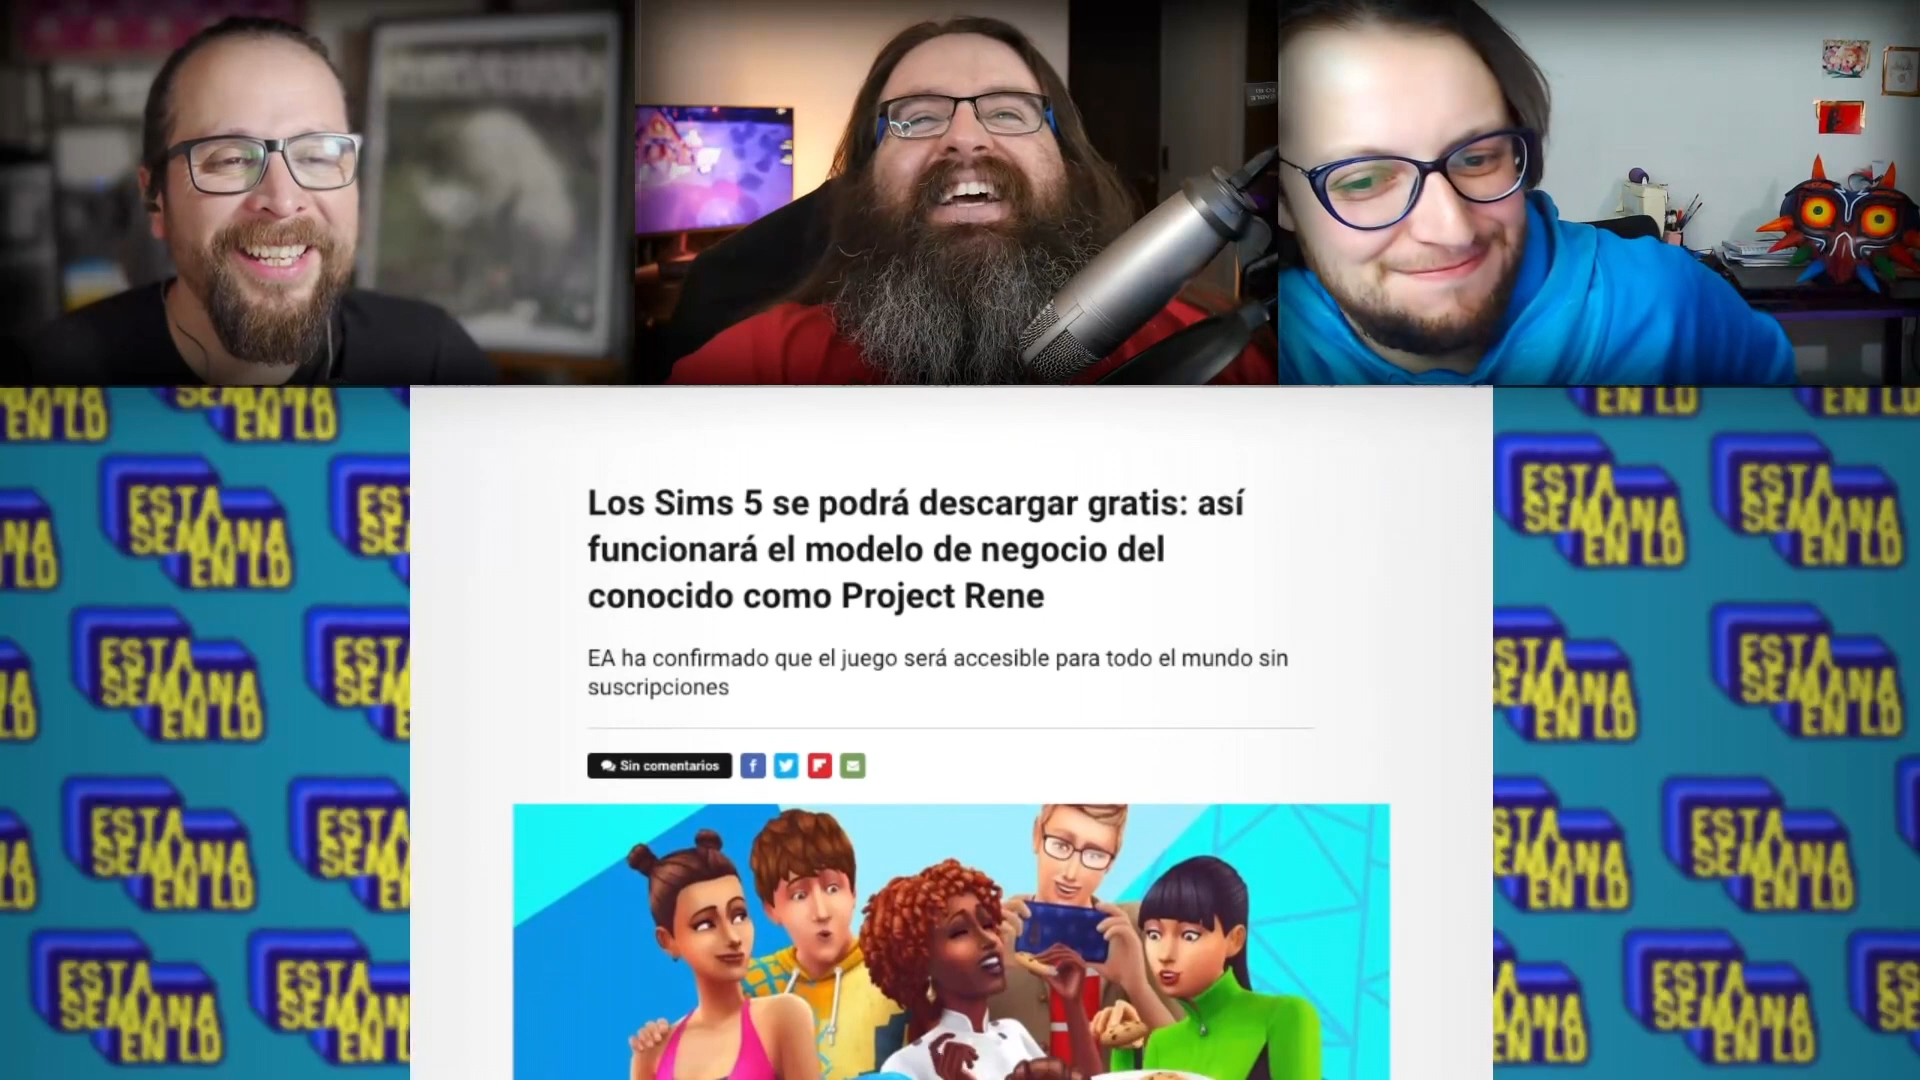 Los Sims 5 se podrá descargar gratis: así
funcionará el modelo de negocio del
conocido como Project Rene
EA ha confirmado que el juego será accesible para todo el mundo sin
suscripciones
Sin comentarios
ESTA
SEMANA
EN LD